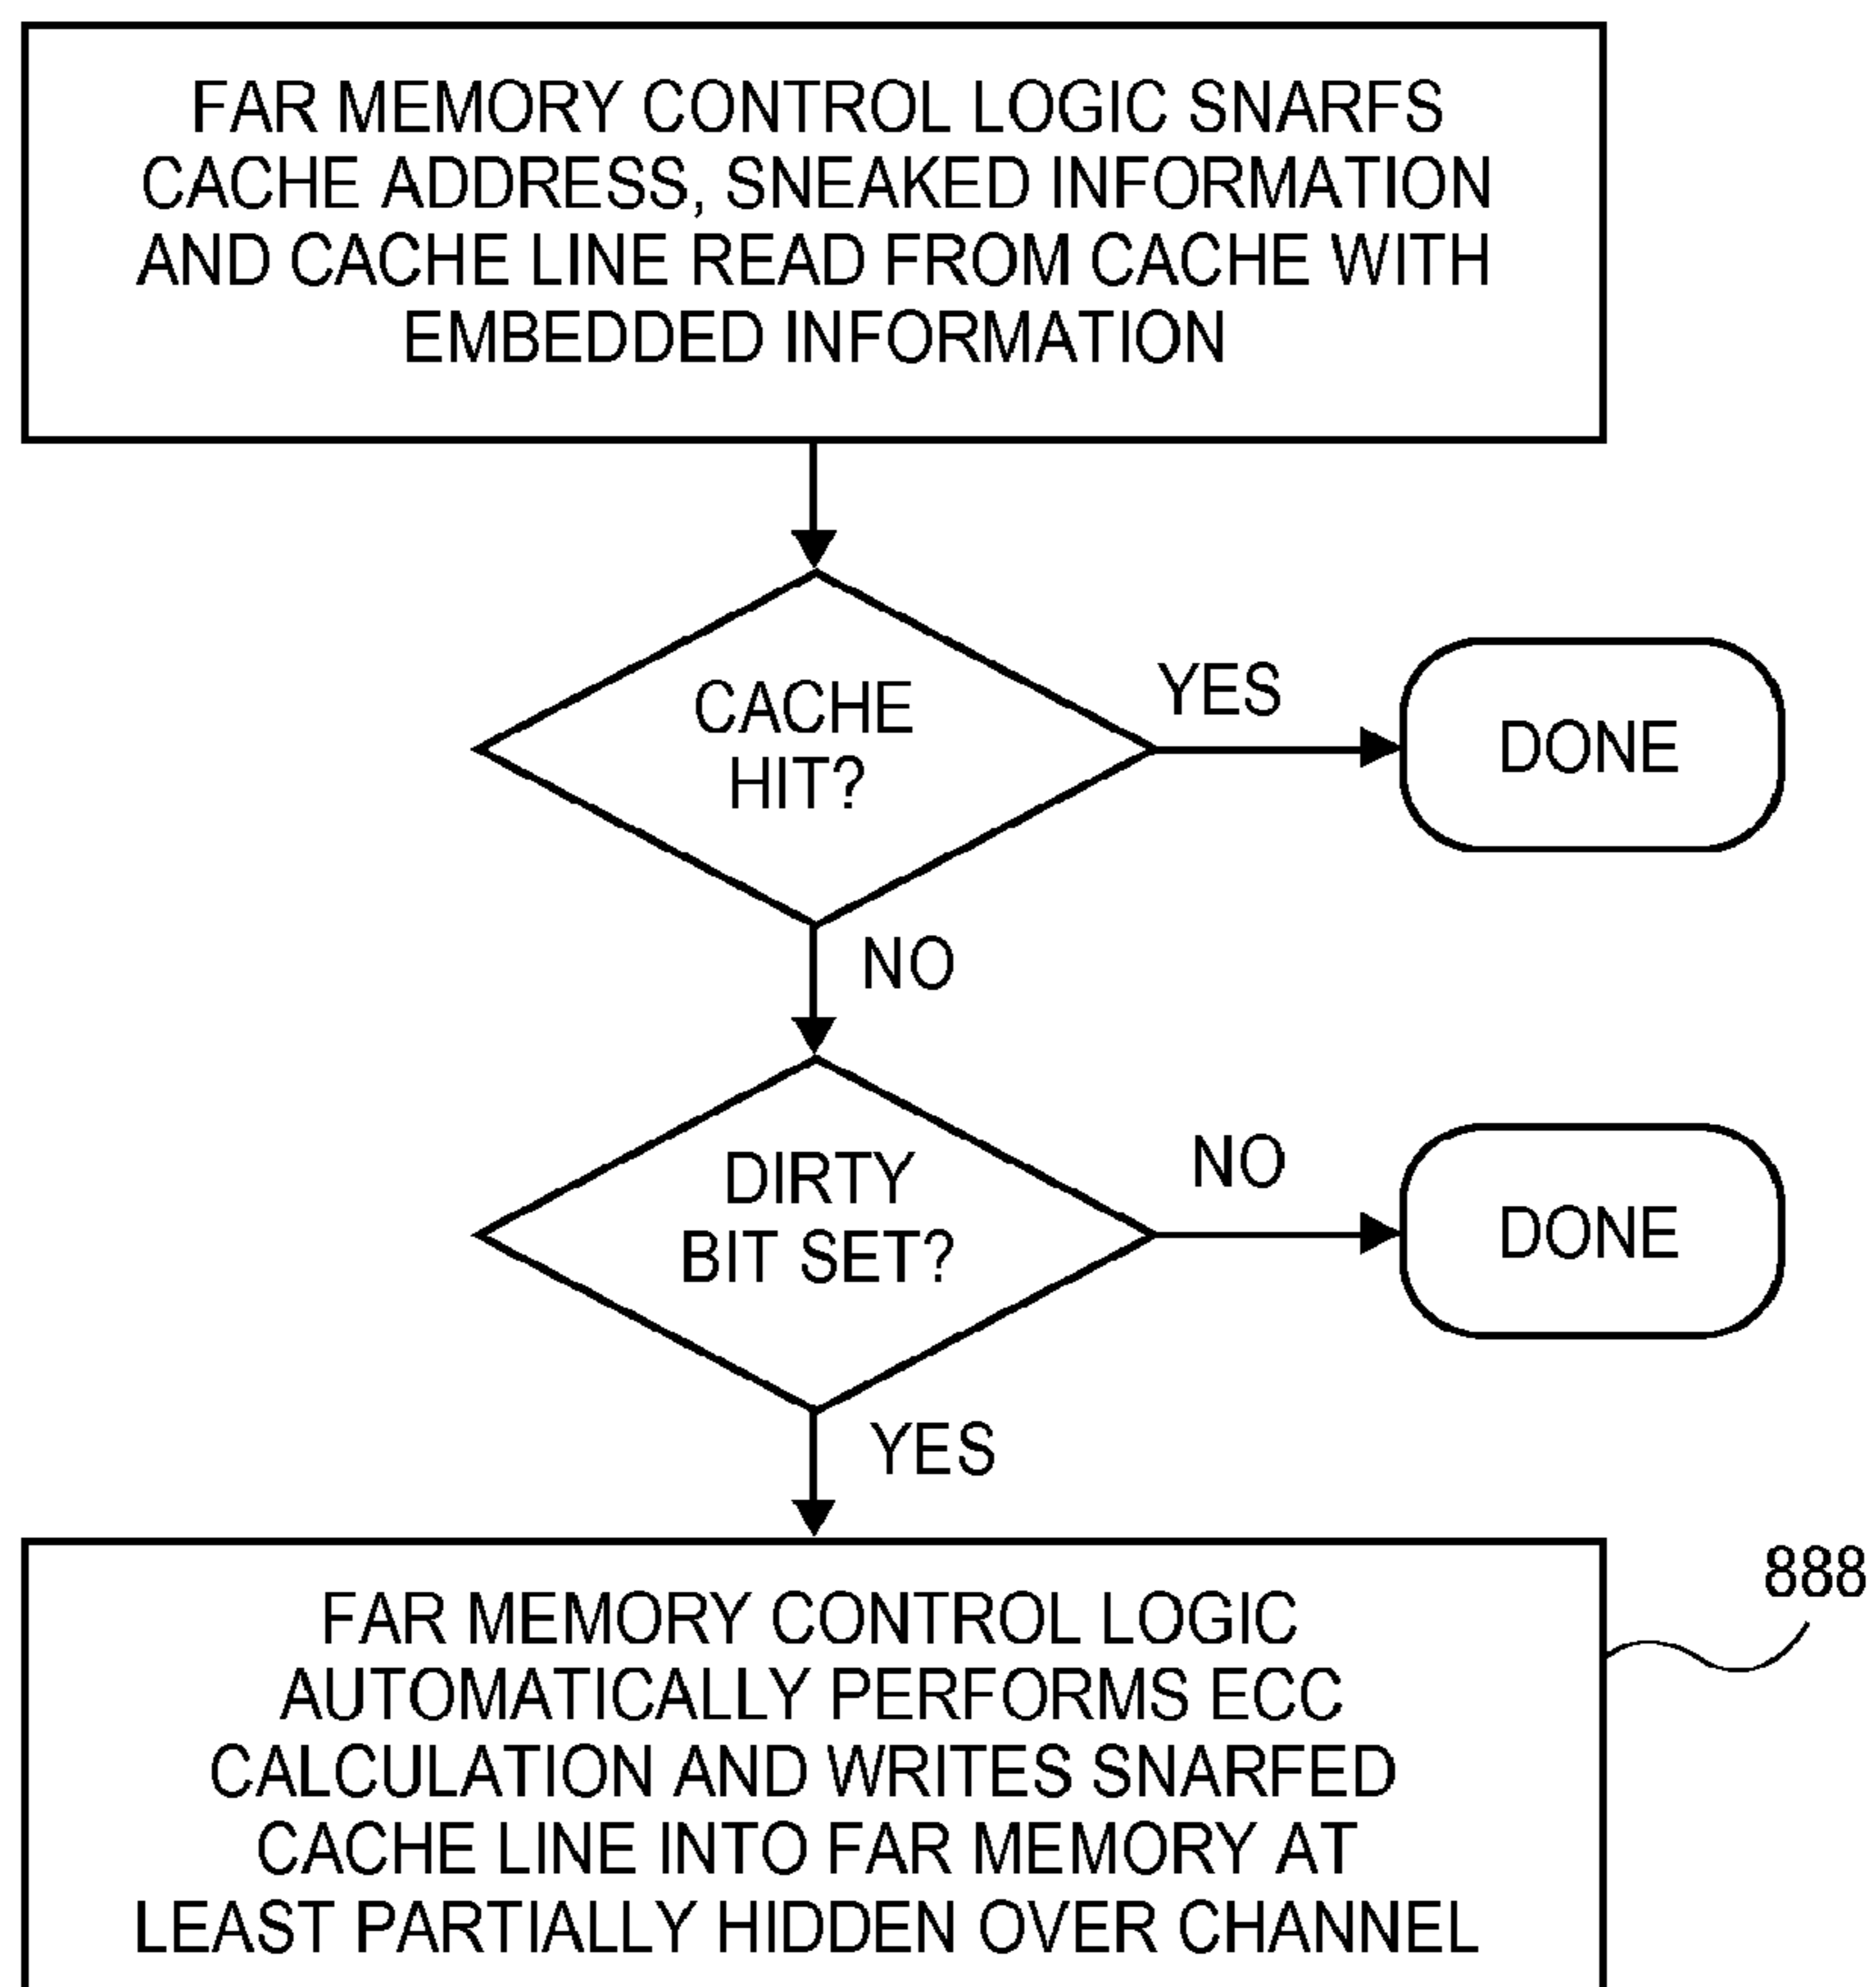 FAR MEMORY CONTROL LOGIC SNARFS
CACHE ADDRESS, SNEAKED INFORMATION
AND CACHE LINE READ FROM CACHE WITH
EMBEDDED INFORMATION
CACHE
HIT?
YES
DONE
NO
DIRTY
BIT SET?
NO
DONE
YES
888
FAR MEMORY CONTROL LOGIC
AUTOMATICALLY PERFORMS ECC
CALCULATION AND WRITES SNARFED
CACHE LINE INTO FAR MEMORY AT
LEAST PARTIALLY HIDDEN OVER CHANNEL